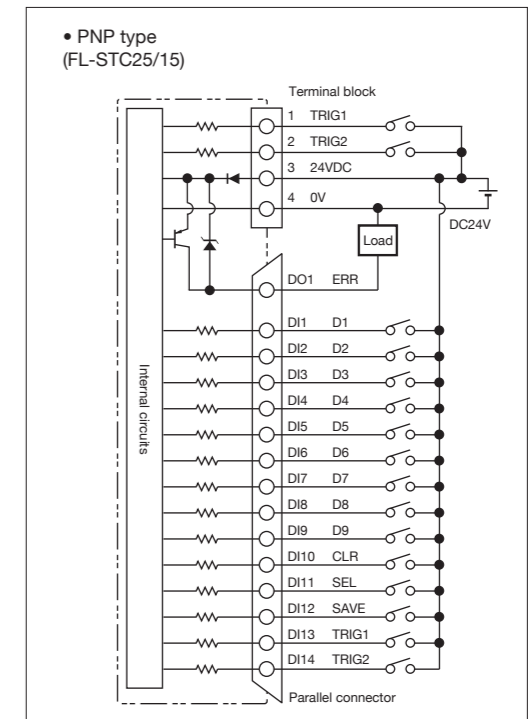 • PNP type
(FL-STC25/15)
Terminal block
1 TRIG1
2 TRIG2
3 24VDC
4 0V
DC24V
Load
DO1 ERR
DI1 D1
DI2 D2
DI3 D3
DI4 D4
DI5 D5
DI6 D6
DI7 D7
DI8 D8
DI9 D9
DI10 CLR
DI11 SEL
DI12 SAVE
DI13 TRIG1
DI14 TRIG2
Internal circuits
Parallel connector